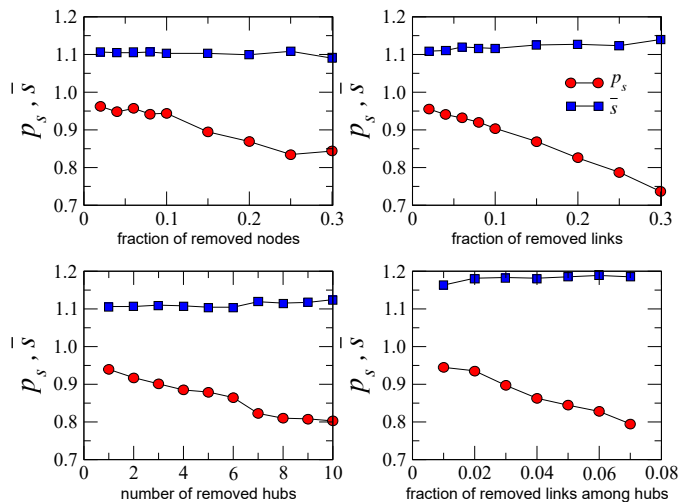 1.2
1.1
1.0
0.9
0.8
0.7
p_s , s̄
0 0.1 0.2 0.3
fraction of removed nodes
1.2
1.1
1.0
0.9
0.8
0.7
p_s , s̄
p_s
s̄
0 0.1 0.2 0.3
fraction of removed links
1.2
1.1
1.0
0.9
0.8
0.7
p_s , s̄
0 2 4 6 8 10
number of removed hubs
1.2
1.1
1.0
0.9
0.8
0.7
p_s , s̄
0 0.02 0.04 0.06 0.08
fraction of removed links among hubs